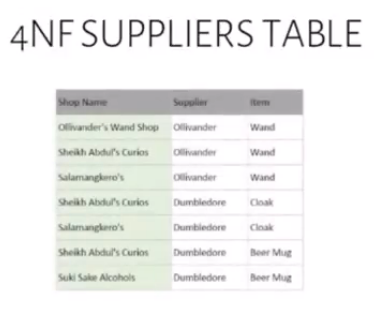 4NF SUPPLIERS TABLE
Shop Name Supplier Item
Ollivander's Wand Shop Ollivander Wand
Sheikh Abdul's Curios Ollivander Wand
Salamangkero's Ollivander Wand
Sheikh Abdul's Curios Dumbledore Cloak
Salamangkero's Dumbledore Cloak
Sheikh Abdul's Curios Dumbledore Beer Mug
Suki Sake Alcohols Dumbledore Beer Mug